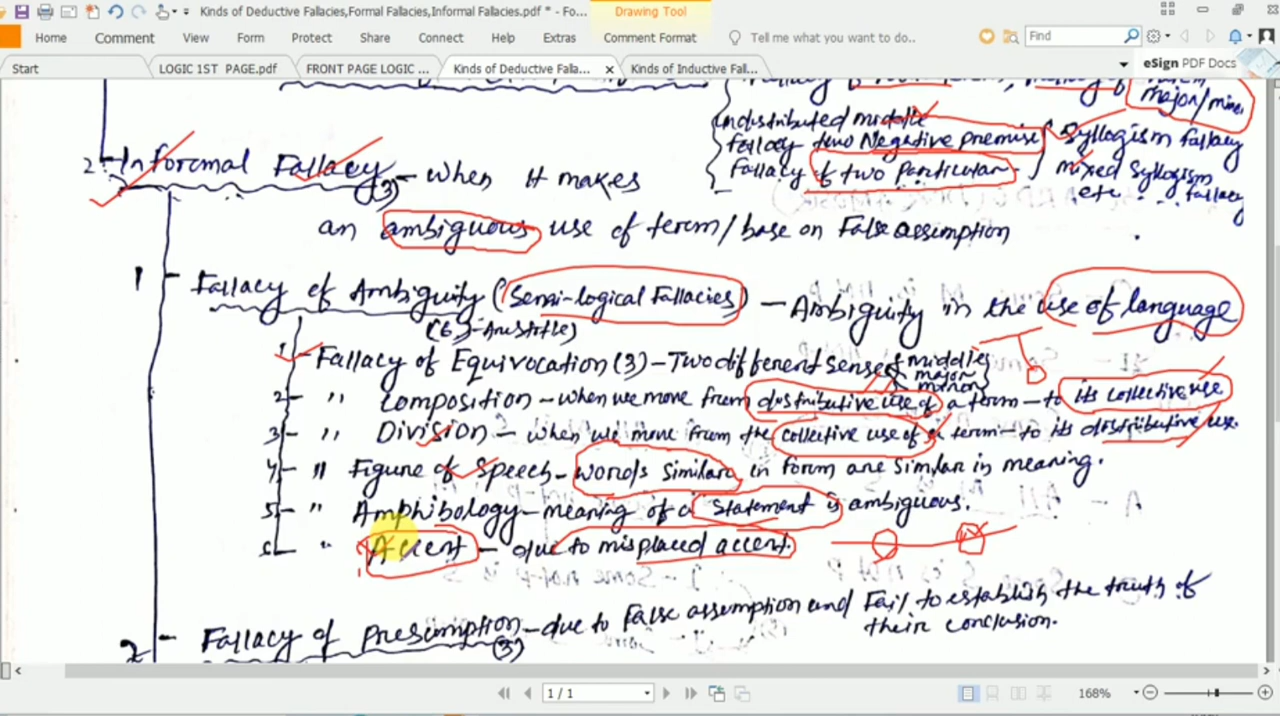 Kinds of Deductive Fallacies,Formal Fallacies,Informal Fallacies.pdf * - Fo...
Drawing Tool
Home Comment View Form Protect Share Connect Help Extras Comment Format Tell me what you want to do.. Find
Start LOGIC 1ST PAGE.pdf FRONT PAGE LOGIC ... Kinds of Deductive Falla... × Kinds of Inductive Fall... eSign PDF Docs
major/minor
undistributed middle
fallacy two Negative premise Syllogism fallacy
Fallacy of two particular mixed syllogism
etc ... fallacy
2- Informal Fallacy - when it makes
(3)
an ambiguous use of term/base on False assumption
1 - Fallacy of Ambiguity (Semi-logical Fallacies) - Ambiguity in the use of language
(6)-Aristotle)
1- Fallacy of Equivocation (3) - Two different senses { middle
major
minor
2- " composition - when we move from distributive use of a term - to its collective use
3- " Division - when we move from the collective use of a term - to its distributive use.
4- " Figure of Speech - words similar in form are similar in meaning.
5- " Amphibology - meaning of a statement is ambiguous.
6- " Accent - due to misplaced accent.
2 - Fallacy of Presumption - due to False assumption and Fail to establish the truth of
their conclusion.
(3)
1 / 1 168%